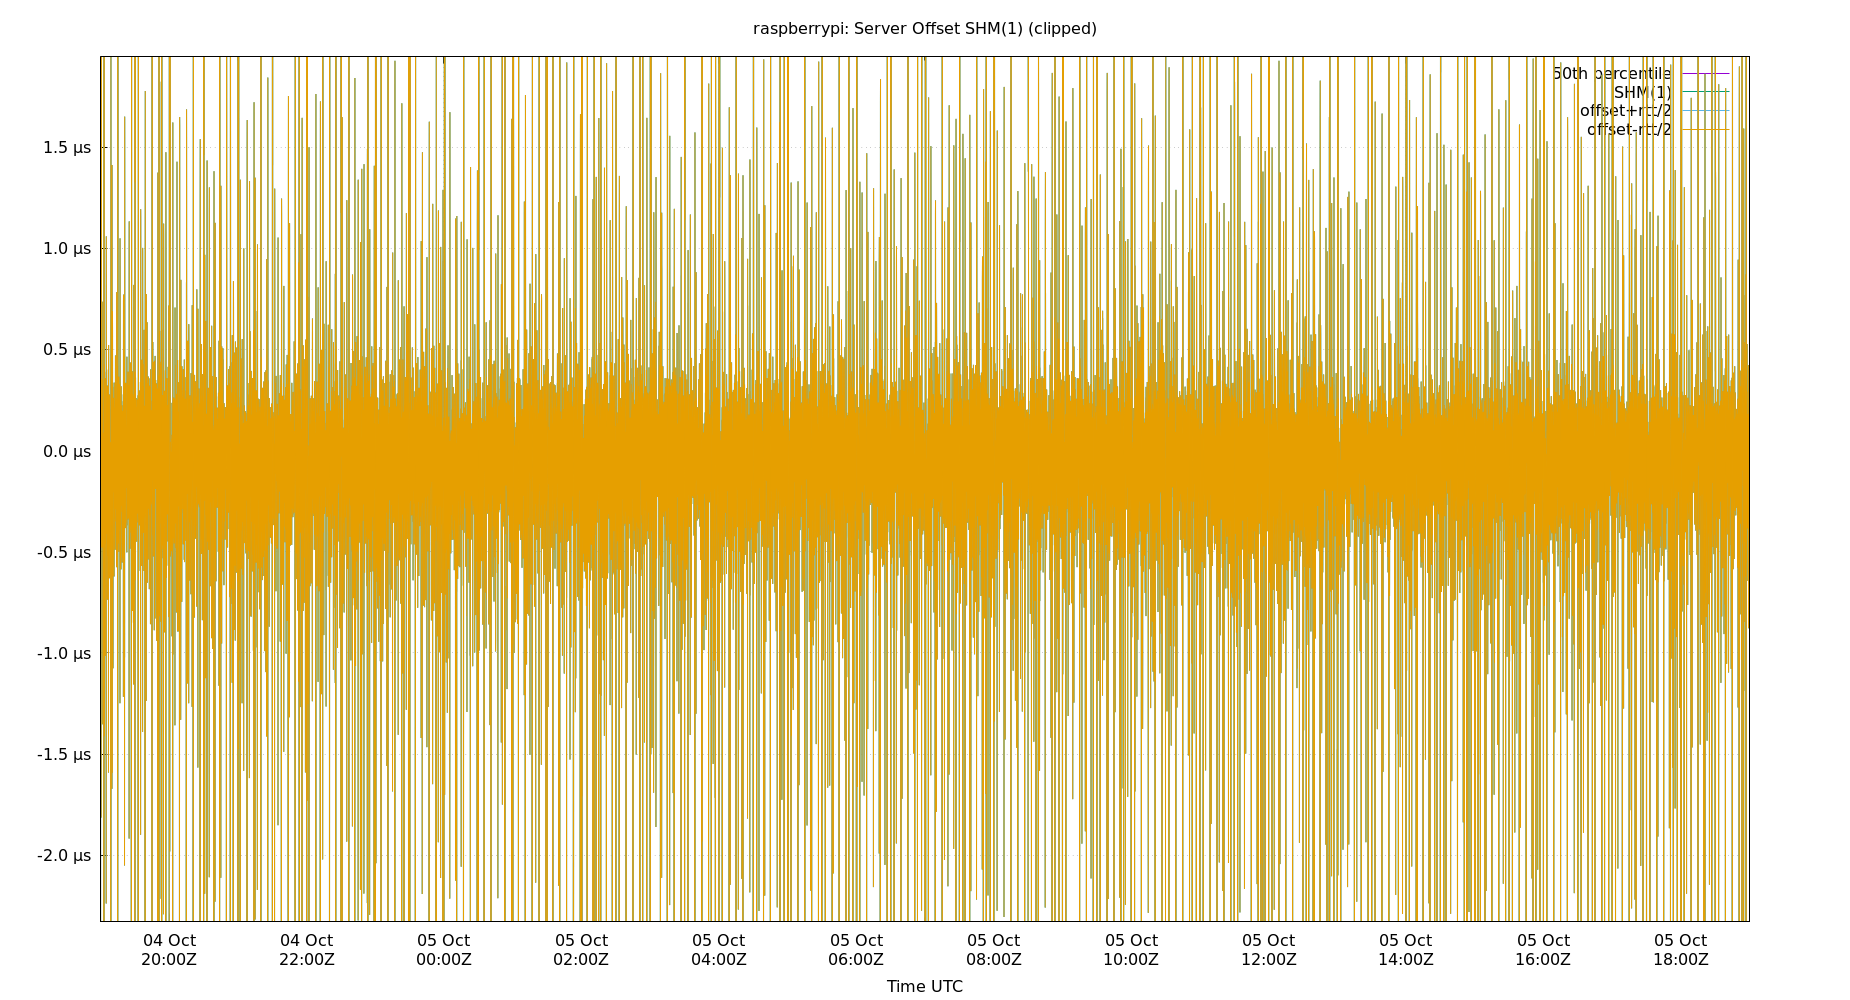 raspberrypi: Server Offset SHM(1) (clipped)
50th percentile
SHM(1)
offset+rtt/2
offset-rtt/2
1.5 µs
1.0 µs
0.5 µs
0.0 µs
-0.5 µs
-1.0 µs
-1.5 µs
-2.0 µs
04 Oct 04 Oct 05 Oct 05 Oct 05 Oct 05 Oct 05 Oct 05 Oct 05 Oct 05 Oct 05 Oct 05 Oct
20:00Z 22:00Z 00:00Z 02:00Z 04:00Z 06:00Z 08:00Z 10:00Z 12:00Z 14:00Z 16:00Z 18:00Z
Time UTC